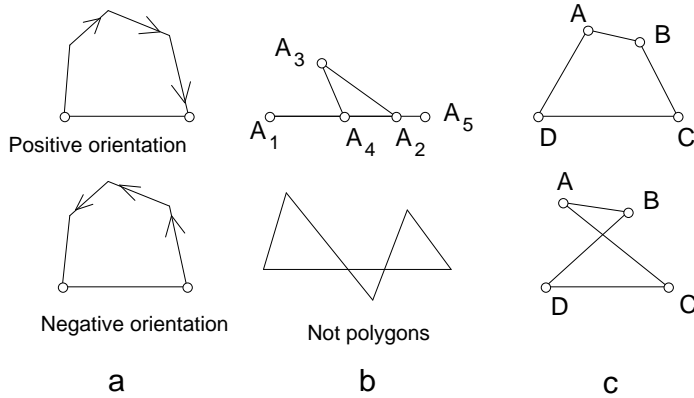 Positive orientation
Negative orientation
a
A3
A1
A4
A2
A5
Not polygons
b
A
B
D
C
A
B
D
C
c